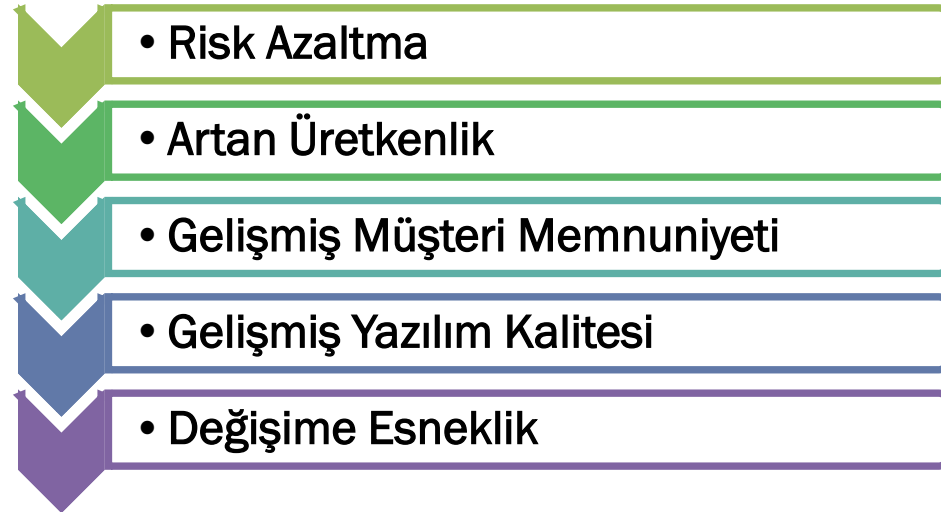 • Risk Azaltma
• Artan Üretkenlik
• Gelişmiş Müşteri Memnuniyeti
• Gelişmiş Yazılım Kalitesi
• Değişime Esneklik